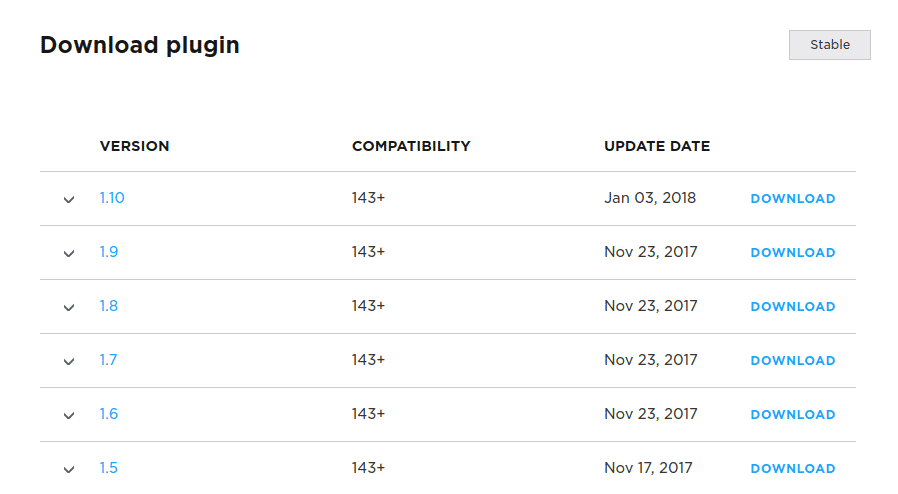 Download plugin
Stable
VERSION COMPATIBILITY UPDATE DATE
1.10 143+ Jan 03, 2018 DOWNLOAD
1.9 143+ Nov 23, 2017 DOWNLOAD
1.8 143+ Nov 23, 2017 DOWNLOAD
1.7 143+ Nov 23, 2017 DOWNLOAD
1.6 143+ Nov 23, 2017 DOWNLOAD
1.5 143+ Nov 17, 2017 DOWNLOAD